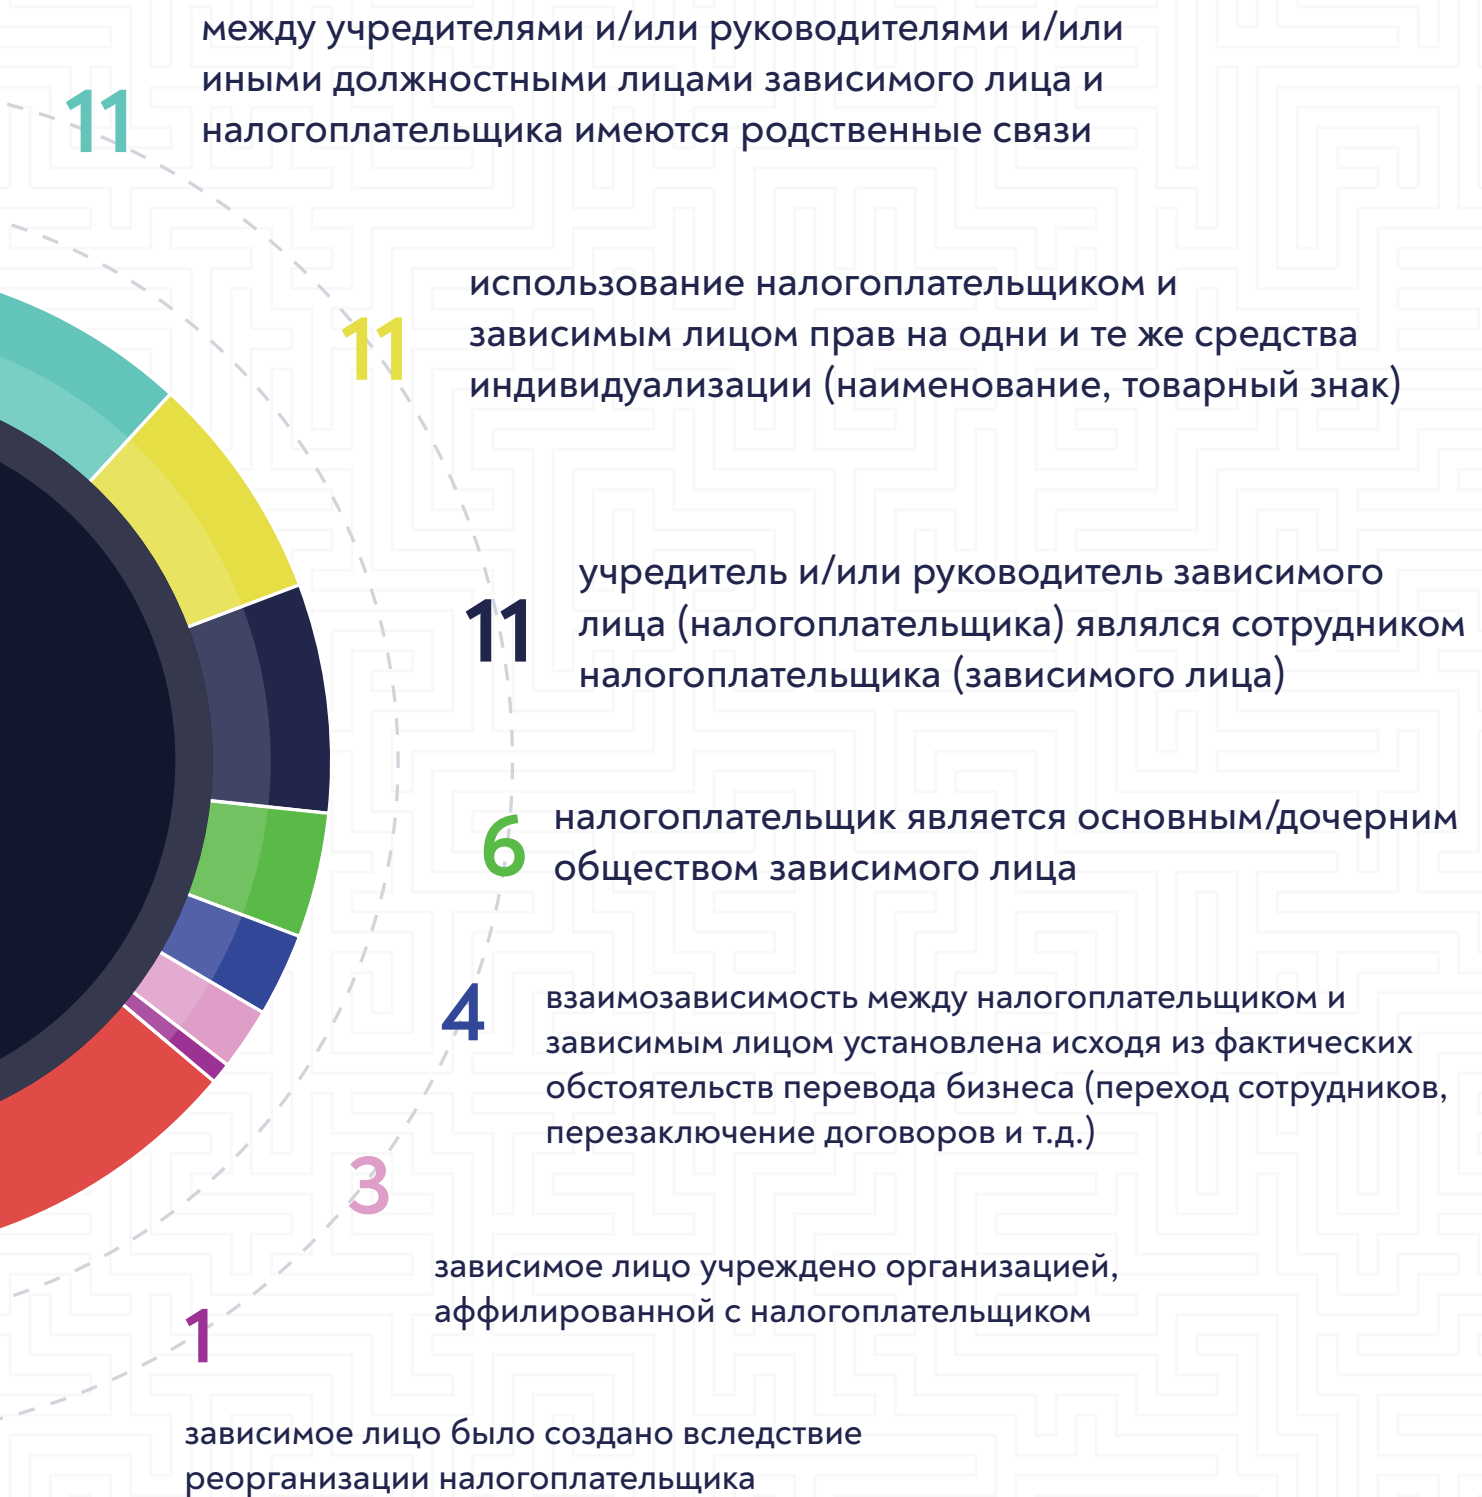 между учредителями и/или руководителями и/или
иными должностными лицами зависимого лица и
налогоплательщика имеются родственные связи
11
использование налогоплательщиком и
зависимым лицом прав на одни и те же средства
индивидуализации (наименование, товарный знак)
11
учредитель и/или руководитель зависимого
лица (налогоплательщика) являлся сотрудником
налогоплательщика (зависимого лица)
11
налогоплательщик является основным/дочерним
обществом зависимого лица
6
взаимозависимость между налогоплательщиком и
зависимым лицом установлена исходя из фактических
обстоятельств перевода бизнеса (переход сотрудников,
перезаключение договоров и т.д.)
4
3
зависимое лицо учреждено организацией,
аффилированной с налогоплательщиком
1
зависимое лицо было создано вследствие
реорганизации налогоплательщика